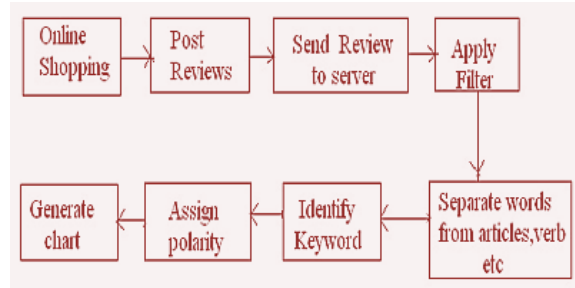 Online
Shopping
Post
Reviews
Send Review
to server
Apply
Filter
Separate words
from articles,verb
etc
Identify
Keyword
Assign
polarity
Generate
chart